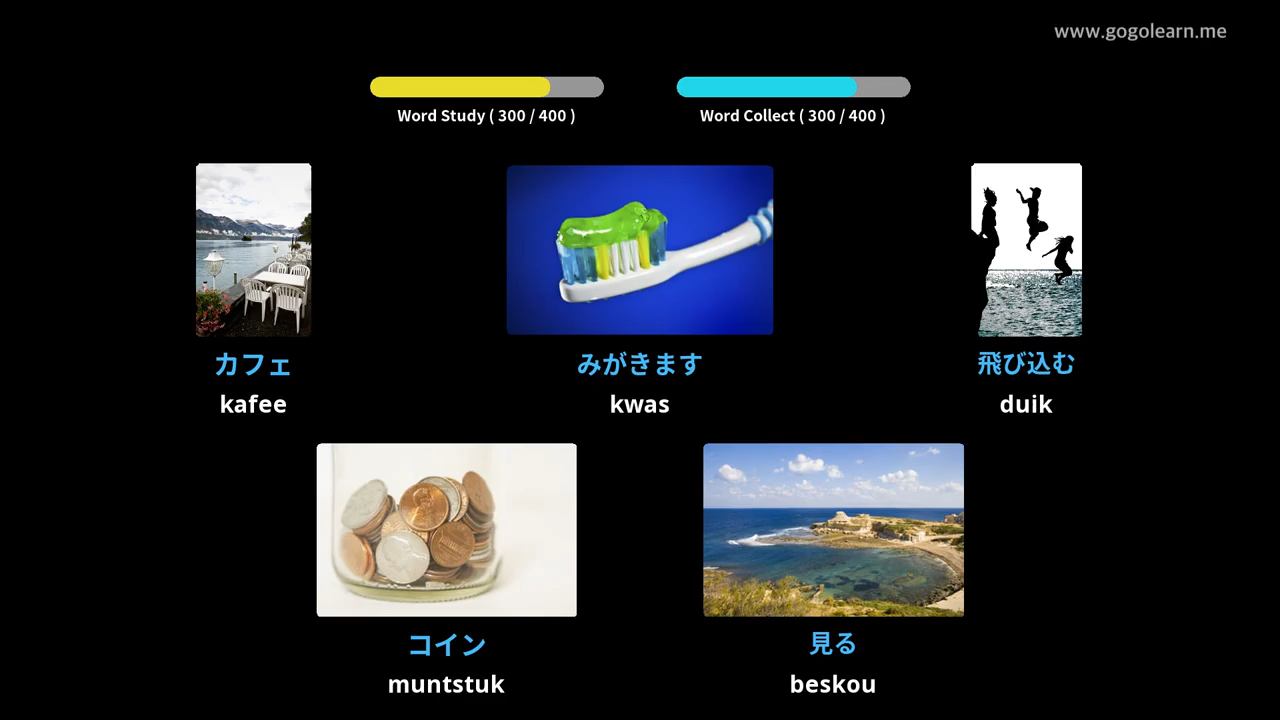 www.gogolearn.me
Word Study ( 300 / 400 )
Word Collect ( 300 / 400 )
カフェ
kafee
みがきます
kwas
飛び込む
duik
コイン
muntstuk
見る
beskou